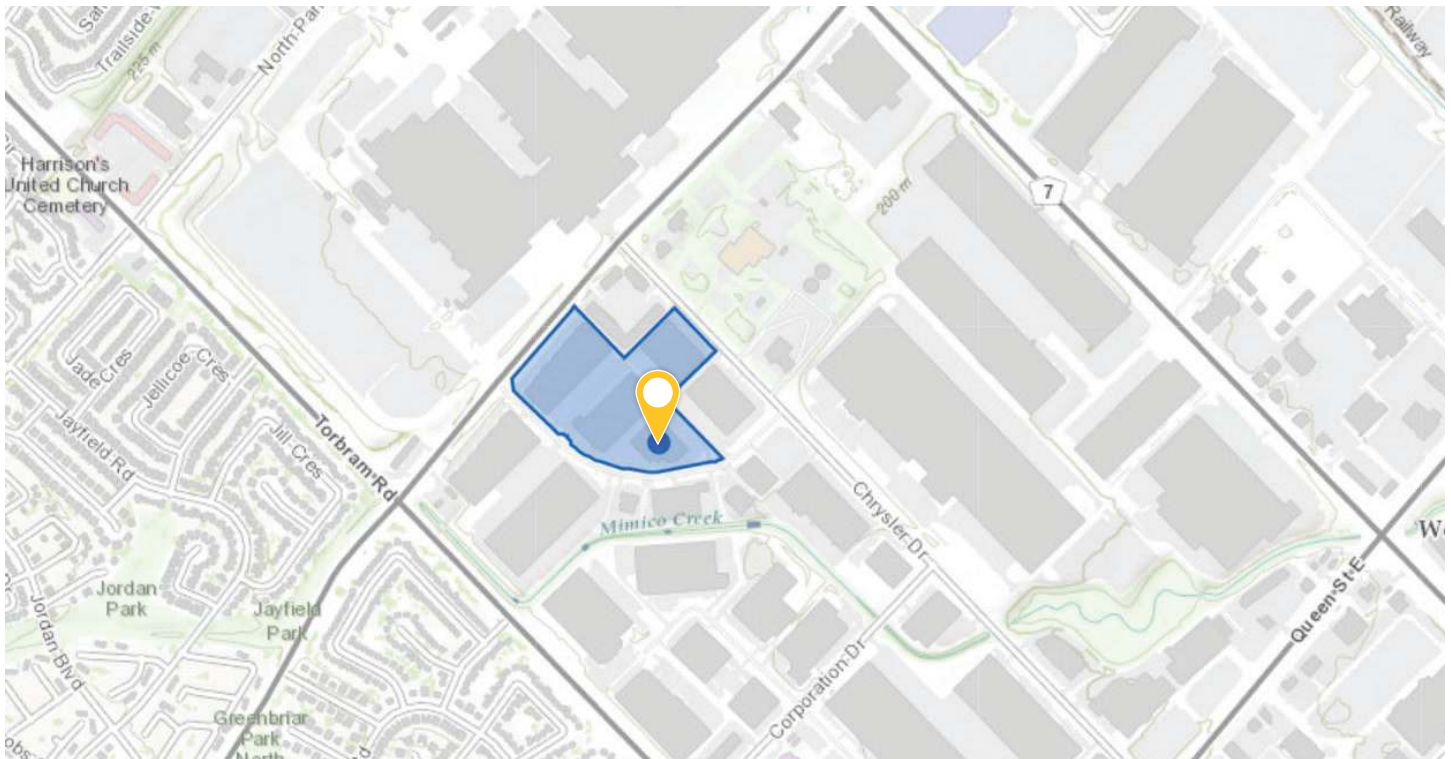 Trailside
225 m
North Park
Railway
Harrison's
United Church
Cemetery
7
200 m
Jade Cres
Jellicoe Cres
Jayfield Rd
Jill Cres
Torbram Rd
Chrysler Dr
Mimico Creek
We
Queen St E
Jordan
Park
Jayfield
Park
Jordan Blvd
Corporation Dr
Greenbriar
Park
North